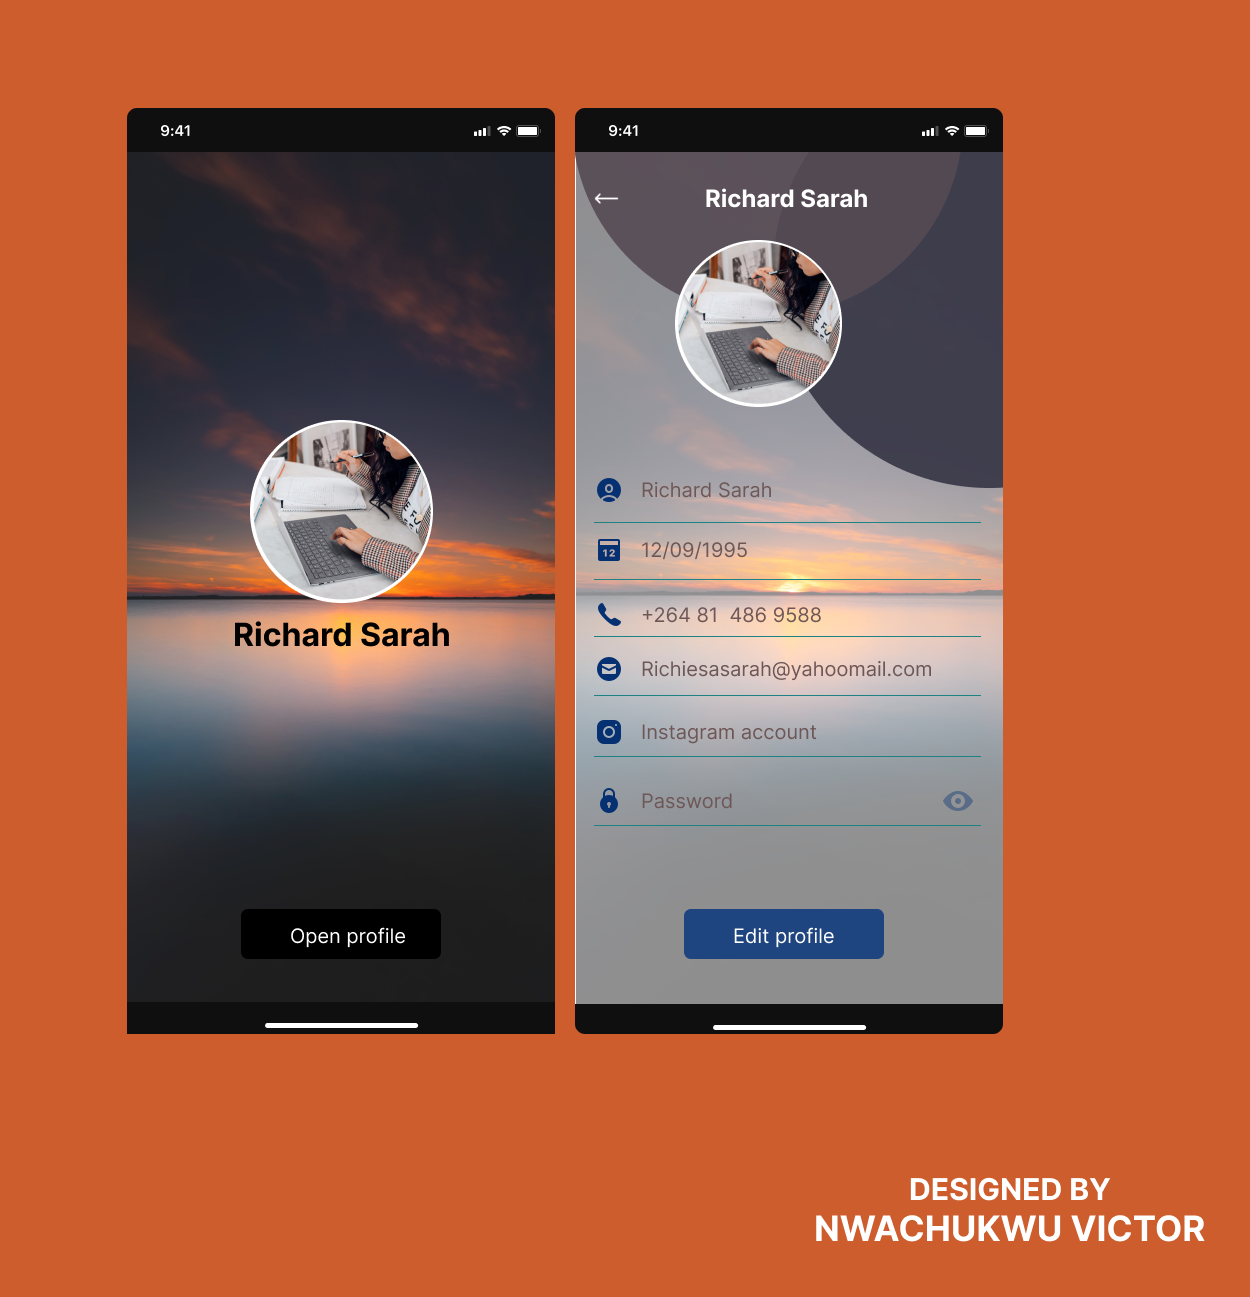 9:41
Richard Sarah
Open profile
9:41
Richard Sarah
Richard Sarah
12
12/09/1995
+264 81  486 9588
Richiesasarah@yahoomail.com
Instagram account
Password
Edit profile
DESIGNED BY
NWACHUKWU VICTOR